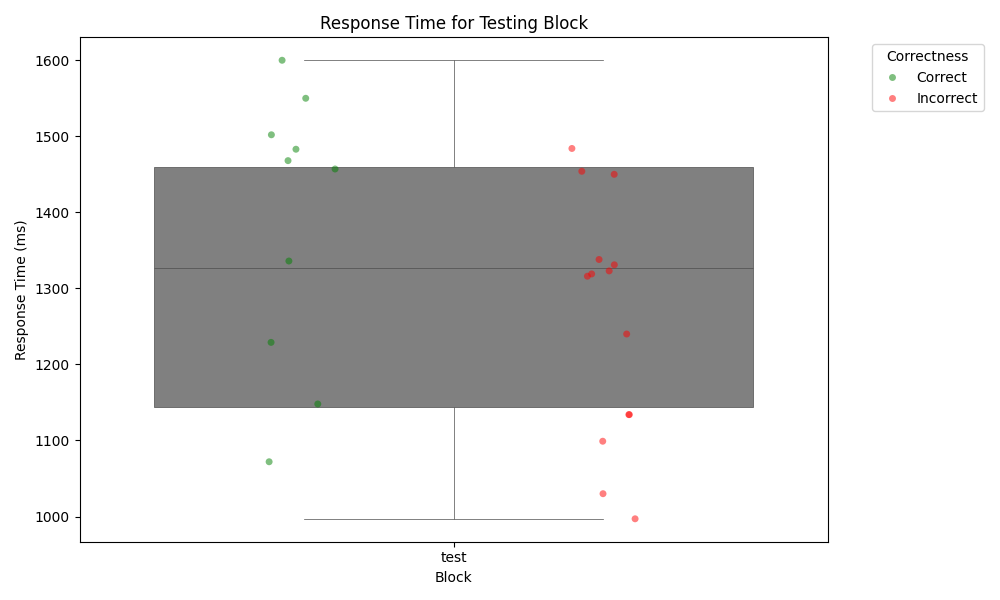 Response Time for Testing Block
Correctness
Correct
Incorrect
Response Time (ms)
1600
1500
1400
1300
1200
1100
1000
test
Block